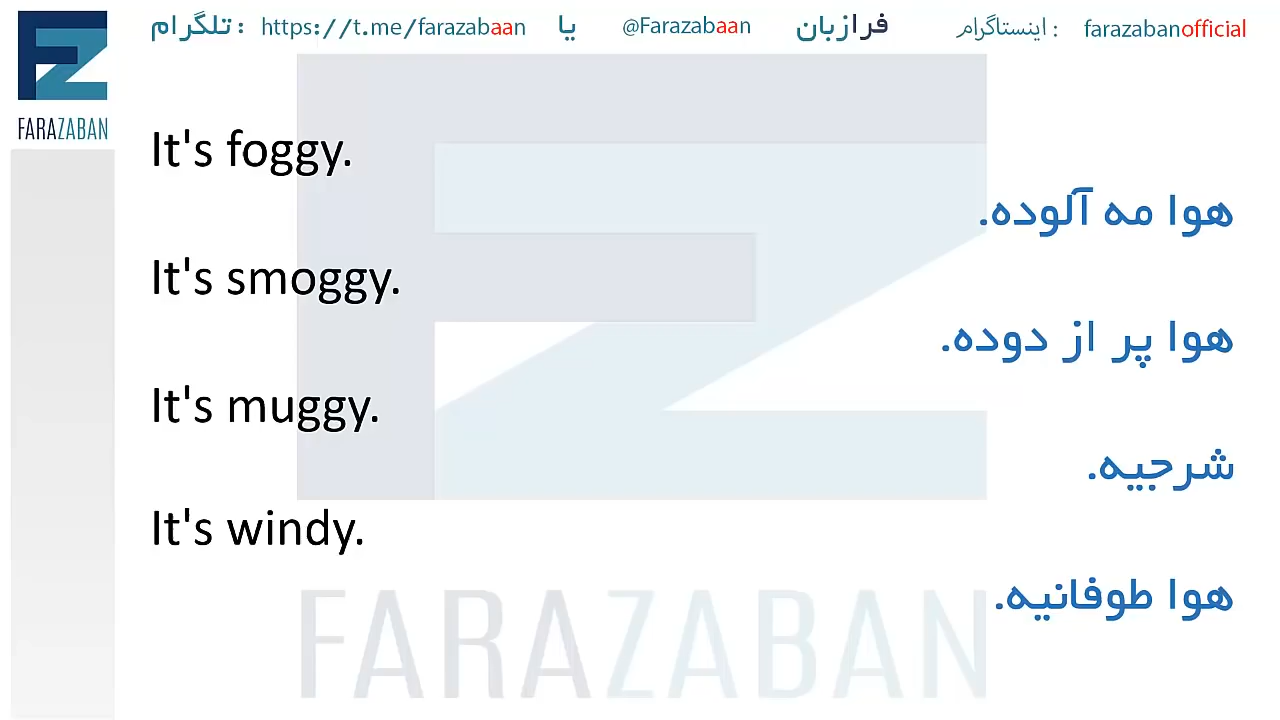 تلگرام : https://t.me/farazabaan یا @Farazabaan فرازبان اینستاگرام : farazabanofficial
FARAZABAN
It's foggy.
هوا مه آلوده.
It's smoggy.
هوا پر از دوده.
It's muggy.
شرجیه.
It's windy.
هوا طوفانیه.
FARAZABAN